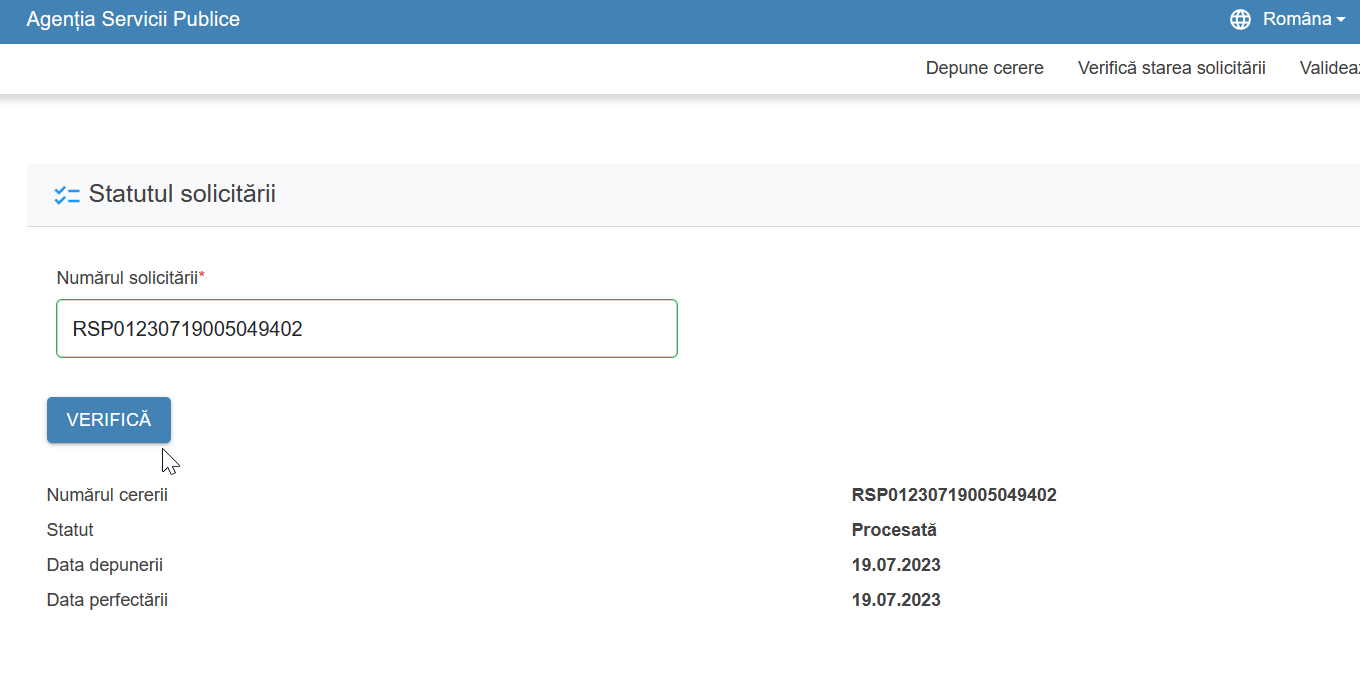 Agenția Servicii Publice
Româna
Depune cerere Verifică starea solicitării
Statutul solicitării
Numărul solicitării*
RSP01230719005049402
VERIFICĂ
Numărul cererii RSP01230719005049402
Statut Procesată
Data depunerii 19.07.2023
Data perfectării 19.07.2023